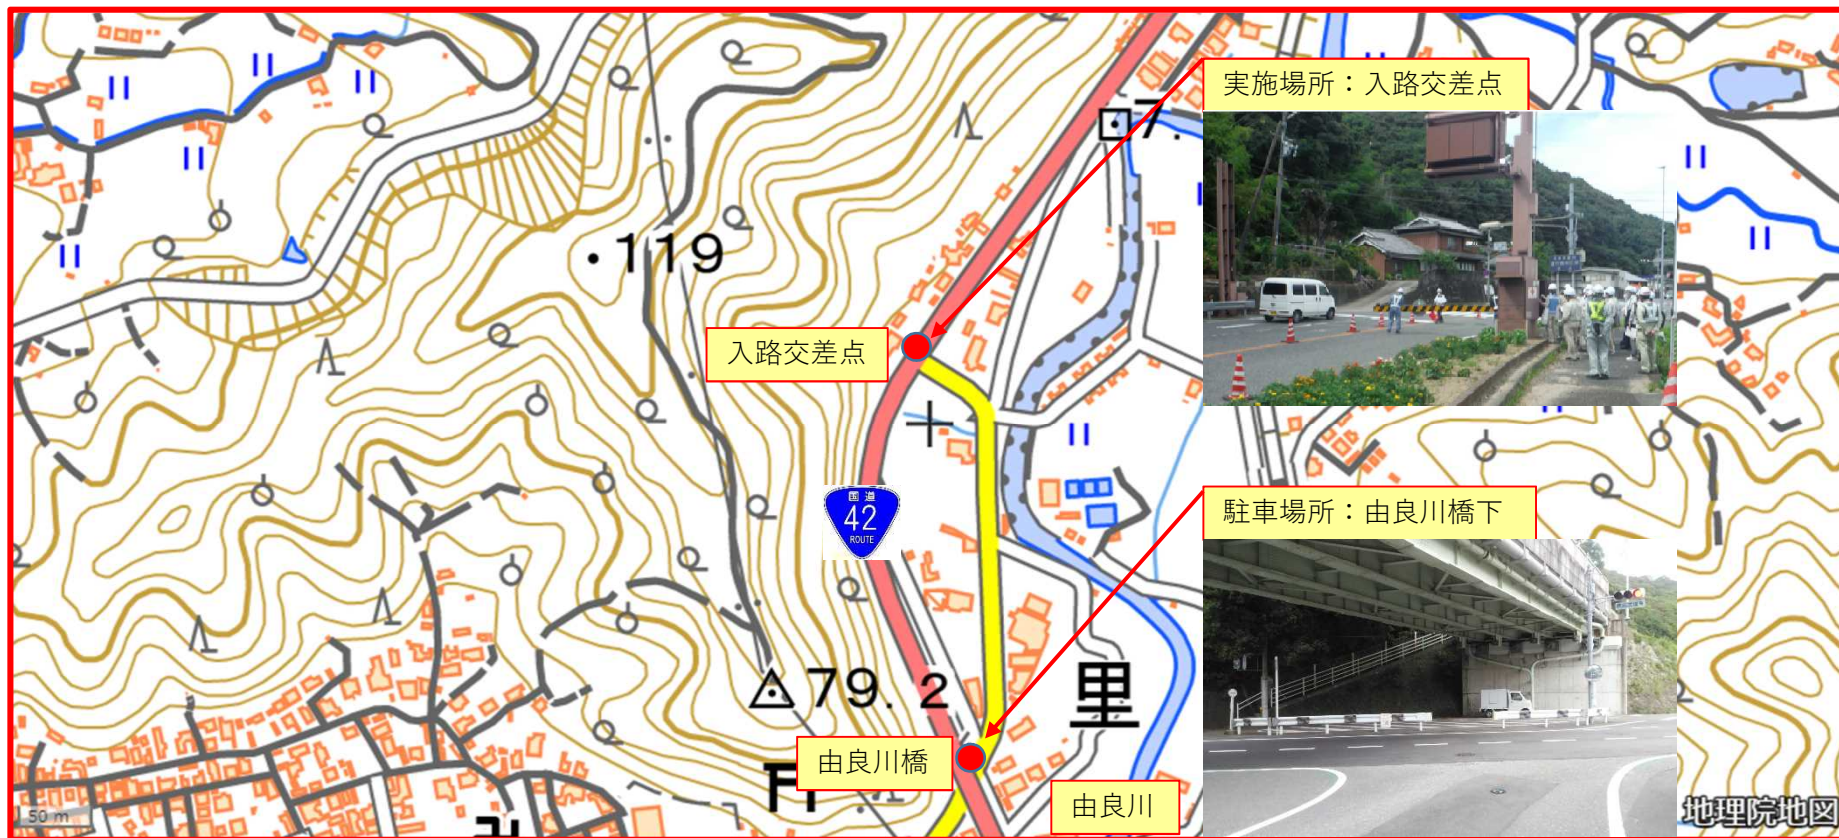 実施場所：入路交差点
7.
119
入路交差点
国道
42
ROUTE
駐車場所：由良川橋下
79. 2
里
由良川橋
由良川
50 m
地理院地図